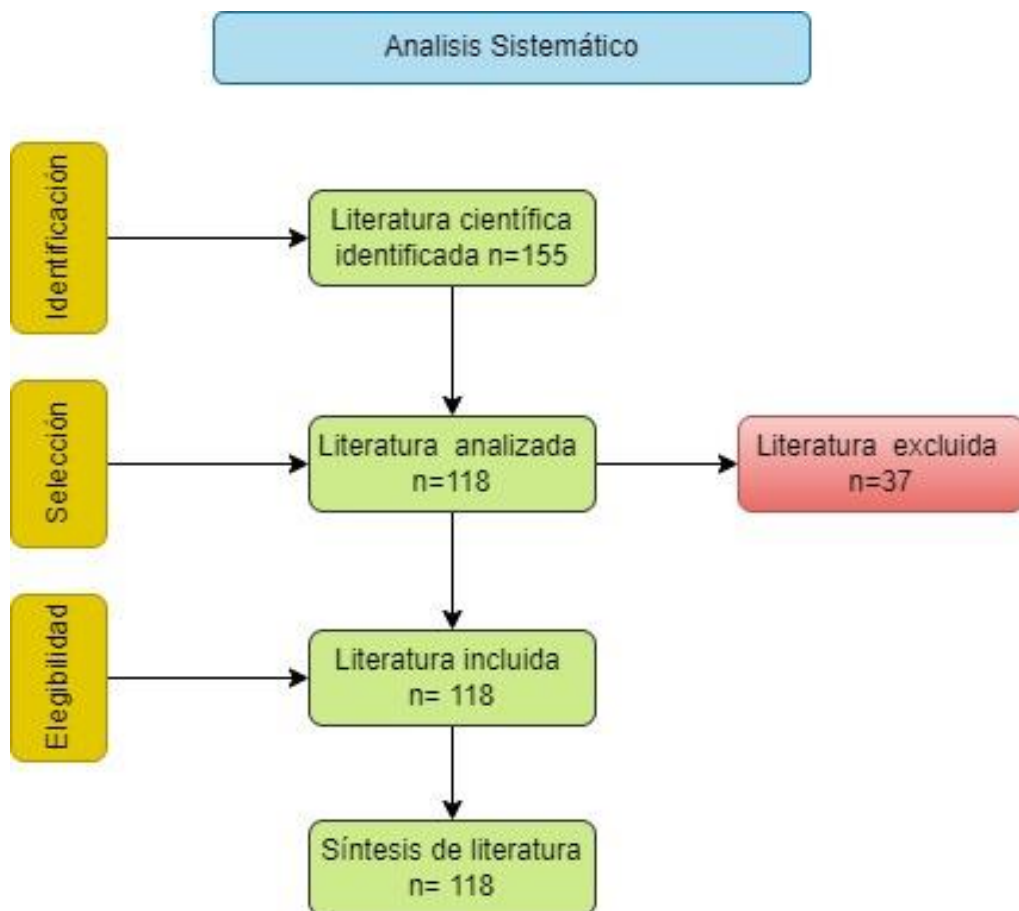 Analisis Sistemático
Identificación
Literatura científica
identificada n=155
Selección
Literatura analizada
n=118
Literatura excluida
n=37
Elegibilidad
Literatura incluida
n= 118
Síntesis de literatura
n= 118